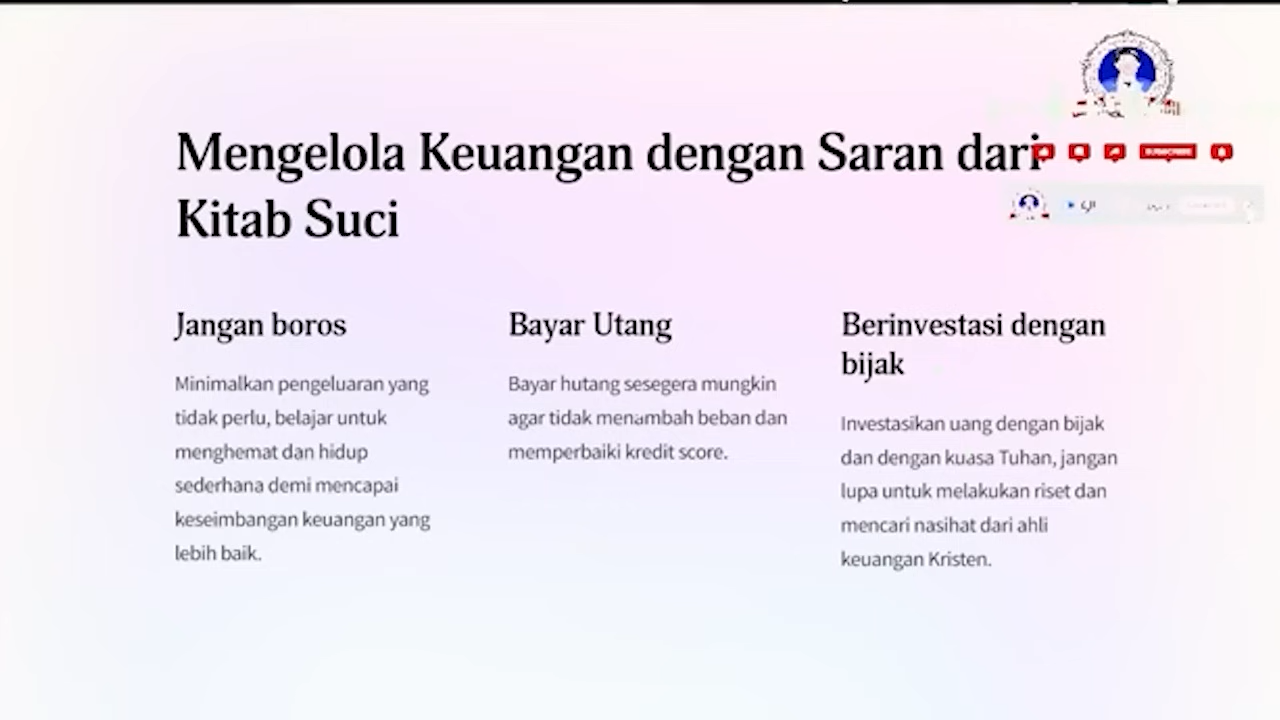 Mengelola Keuangan dengan Saran dari
Kitab Suci
Jangan boros
Minimalkan pengeluaran yang
tidak perlu, belajar untuk
menghemat dan hidup
sederhana demi mencapai
keseimbangan keuangan yang
lebih baik.
Bayar Utang
Bayar hutang sesegera mungkin
agar tidak menambah beban dan
memperbaiki kredit score.
Berinvestasi dengan
bijak
Investasikan uang dengan bijak
dan dengan kuasa Tuhan, jangan
lupa untuk melakukan riset dan
mencari nasihat dari ahli
keuangan Kristen.
SUBSCRIBE